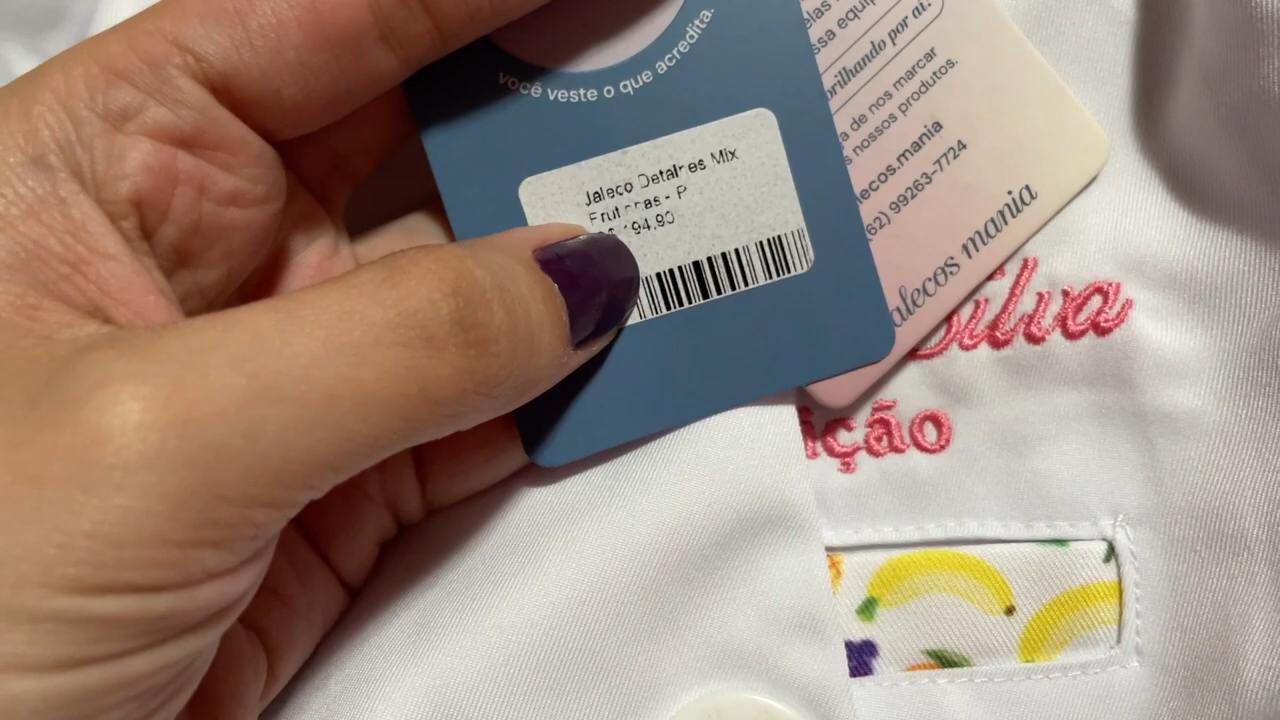 você veste o que acredita.
Jaleco Detalhes Mix
Frutinhas - P
194,90
brilhando por aí!
de nos marcar
nossos produtos.
lecos.mania
62) 99263-7724
alecos mania
Silva
ição